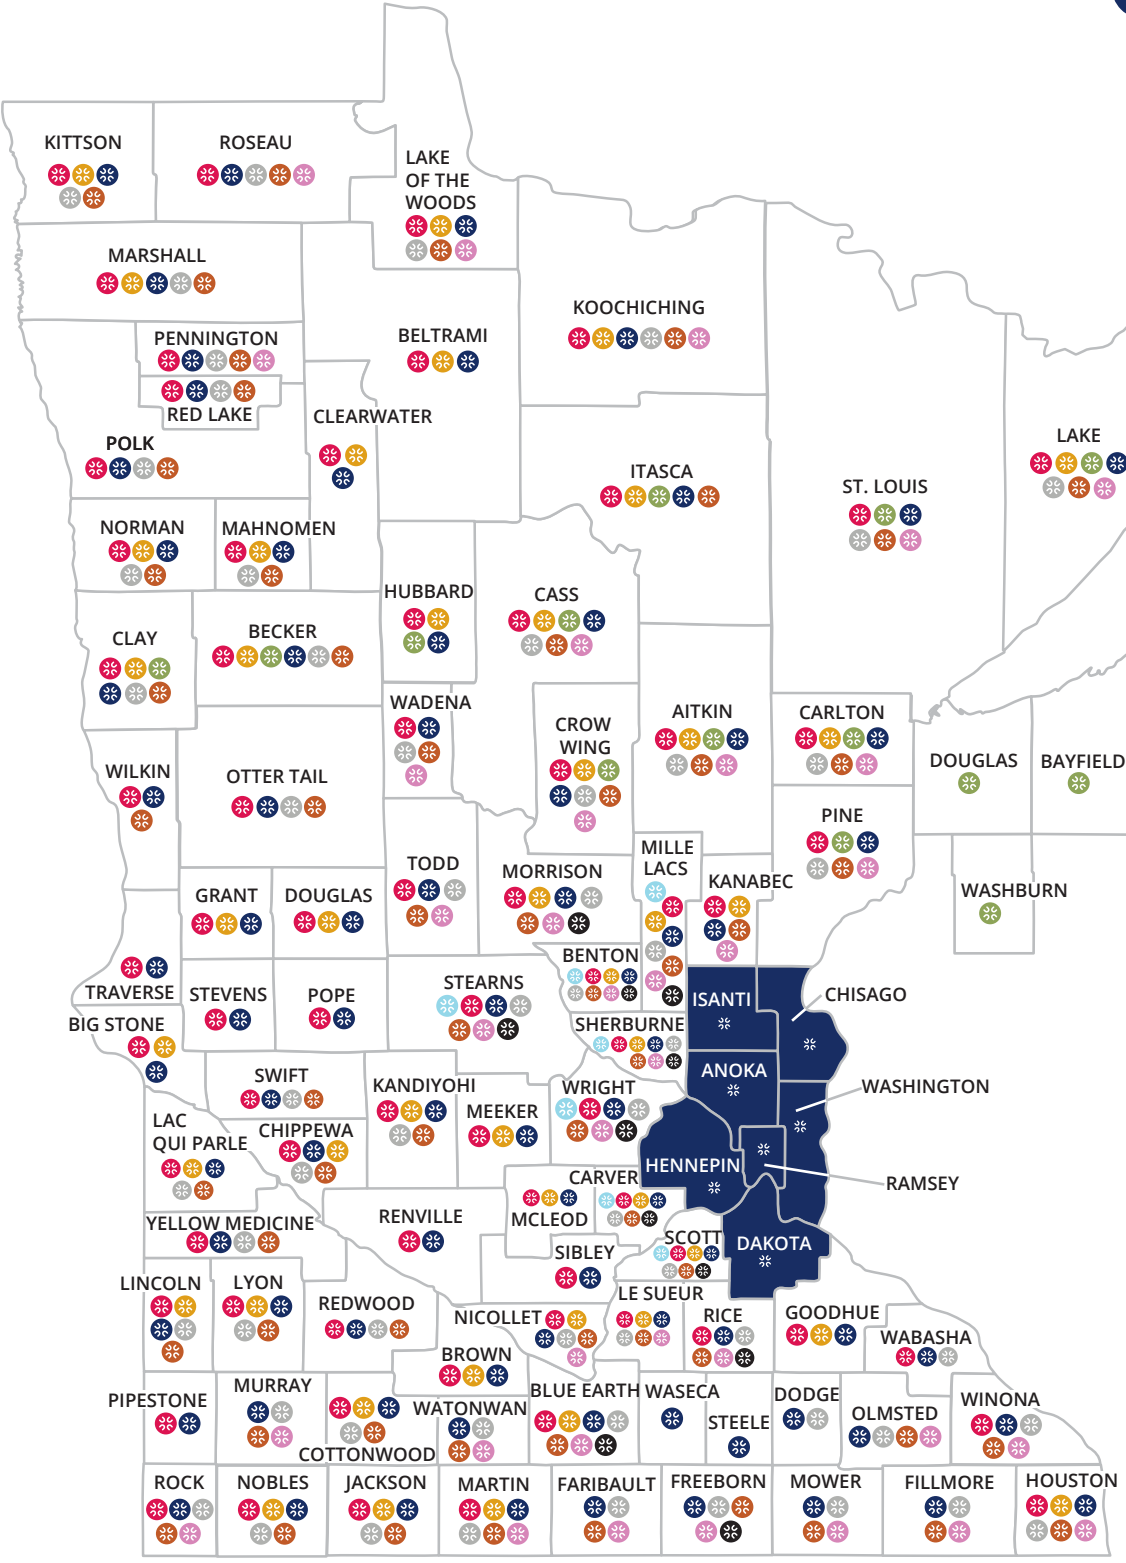 KITTSON
ROSEAU
LAKE
OF THE
WOODS
MARSHALL
KOOCHICHING
PENNINGTON
BELTRAMI
RED LAKE
CLEARWATER
POLK
LAKE
ITASCA
ST. LOUIS
NORMAN
MAHNOMEN
HUBBARD
CASS
CLAY
BECKER
WADENA
AITKIN
CARLTON
CROW
WING
DOUGLAS
BAYFIELD
WILKIN
OTTER TAIL
PINE
MILLE
LACS
TODD
MORRISON
KANABEC
WASHBURN
GRANT
DOUGLAS
BENTON
STEARNS
TRAVERSE
STEVENS
POPE
ISANTI
CHISAGO
BIG STONE
SHERBURNE
SWIFT
KANDIYOHI
WRIGHT
ANOKA
WASHINGTON
MEEKER
LAC
QUI PARLE
CHIPPEWA
HENNEPIN
CARVER
RAMSEY
YELLOW MEDICINE
RENVILLE
MCLEOD
SCOTT
DAKOTA
SIBLEY
LINCOLN
LYON
REDWOOD
LE SUEUR
NICOLLET
RICE
GOODHUE
WABASHA
BROWN
PIPESTONE
MURRAY
BLUE EARTH
WASECA
DODGE
WINONA
WATONWAN
STEELE
OLMSTED
COTTONWOOD
ROCK
NOBLES
JACKSON
MARTIN
FARIBAULT
FREEBORN
MOWER
FILLMORE
HOUSTON